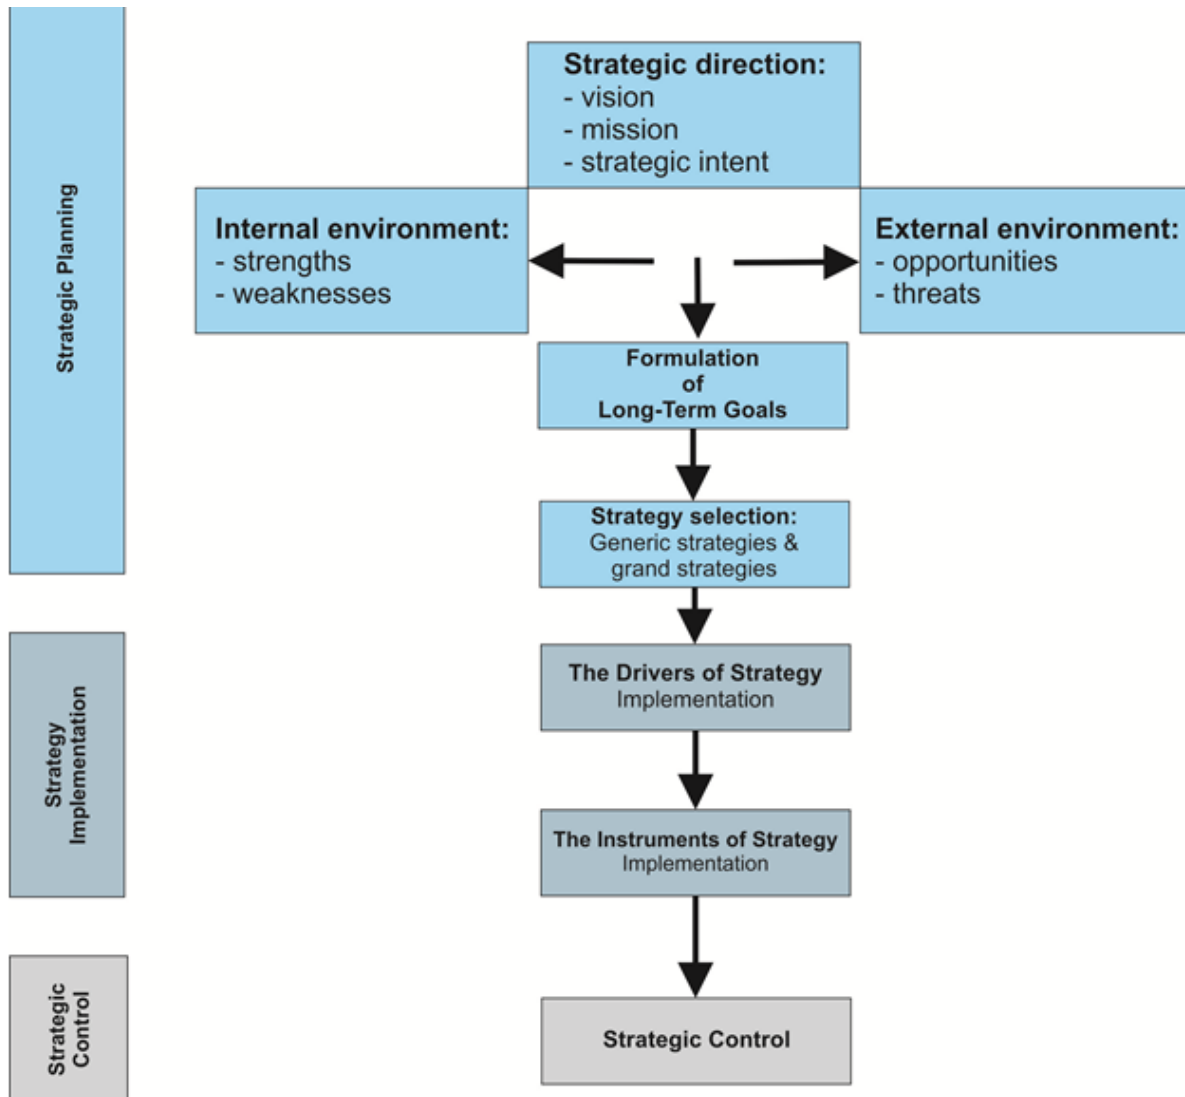 Strategic Planning
Strategic direction:
- vision
- mission
- strategic intent
Internal environment:
- strengths
- weaknesses
External environment:
- opportunities
- threats
Formulation
of
Long-Term Goals
Strategy selection:
Generic strategies &
grand strategies
Strategy
Implementation
The Drivers of Strategy
Implementation
The Instruments of Strategy
Implementation
Strategic
Control
Strategic Control